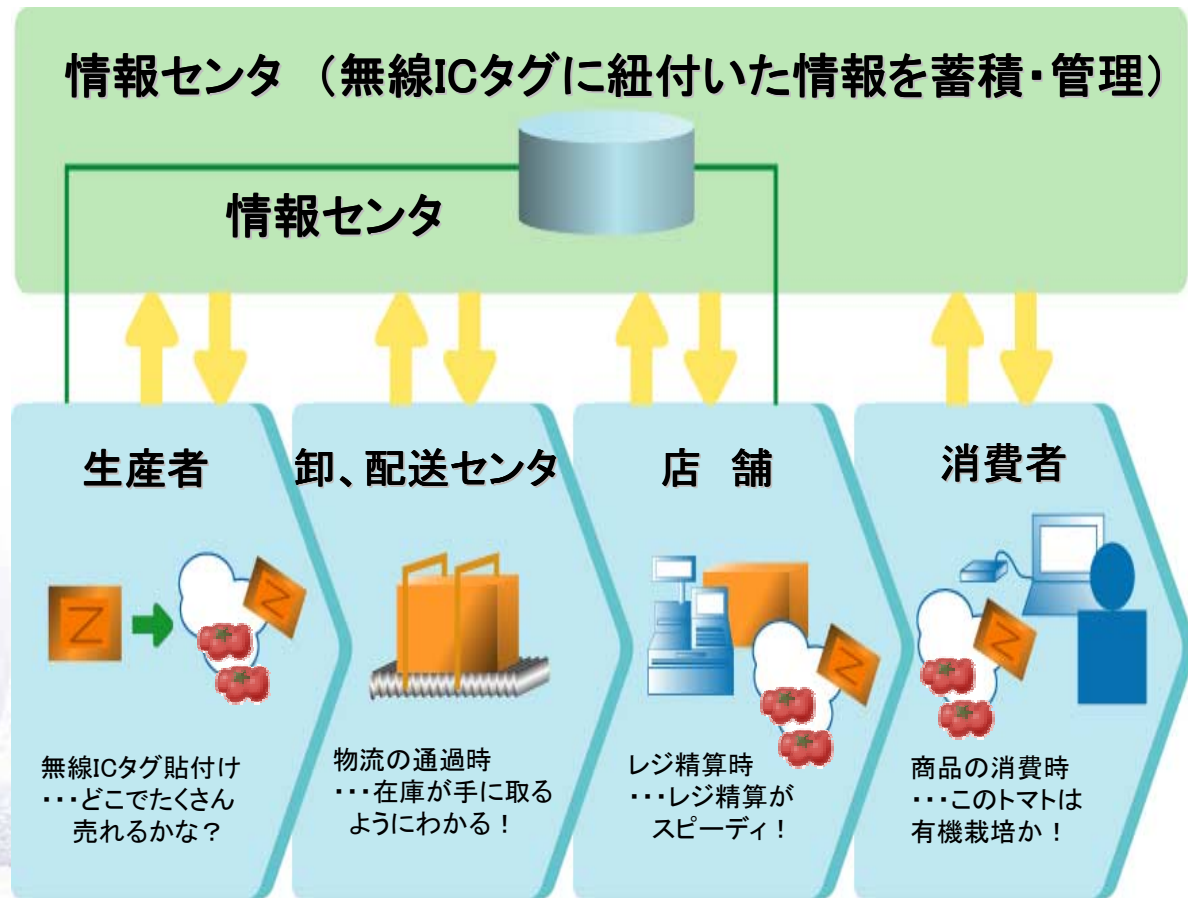 情報センタ （無線ICタグに紐付いた情報を蓄積・管理）
情報センタ
生産者
無線ICタグ貼付け
・・・どこでたくさん
売れるかな？
卸、配送センタ
物流の通過時
・・・在庫が手に取る
ようにわかる！
店　舗
レジ精算時
・・・レジ精算が
スピーディ！
消費者
商品の消費時
・・・このトマトは
有機栽培か！
Z
Z
Z
Z